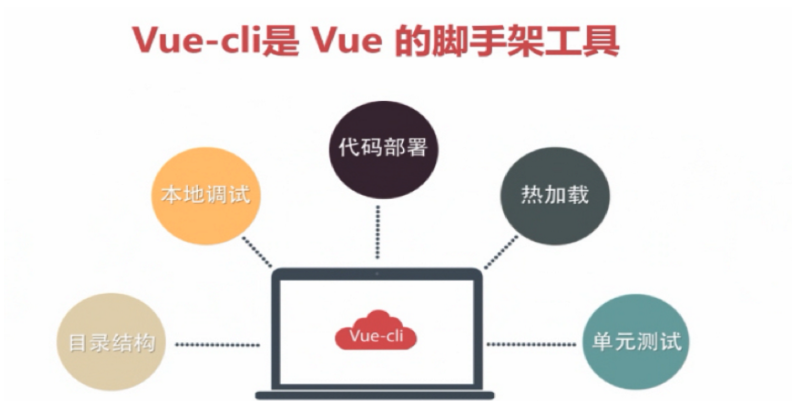 Vue-cli是 Vue 的脚手架工具
代码部署
本地调试
热加载
Vue-cli
目录结构
单元测试